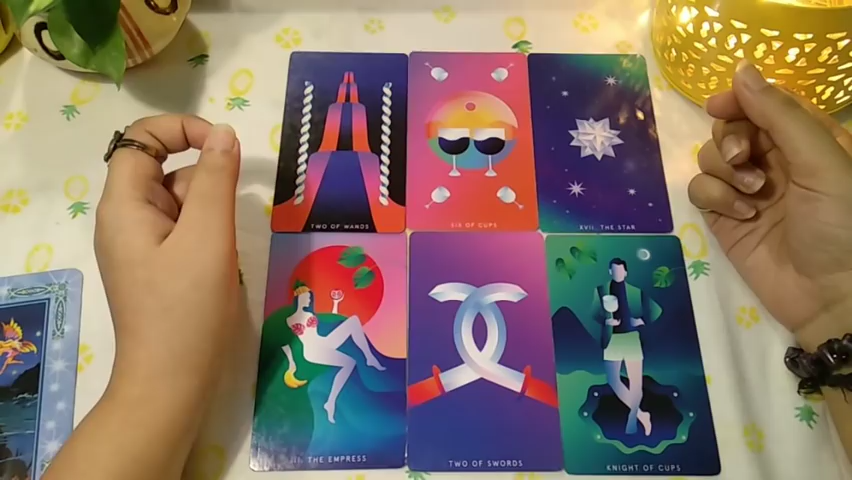 TWO OF WANDS
SIX OF CUPS
XVII. THE STAR
III. THE EMPRESS
TWO OF SWORDS
KNIGHT OF CUPS